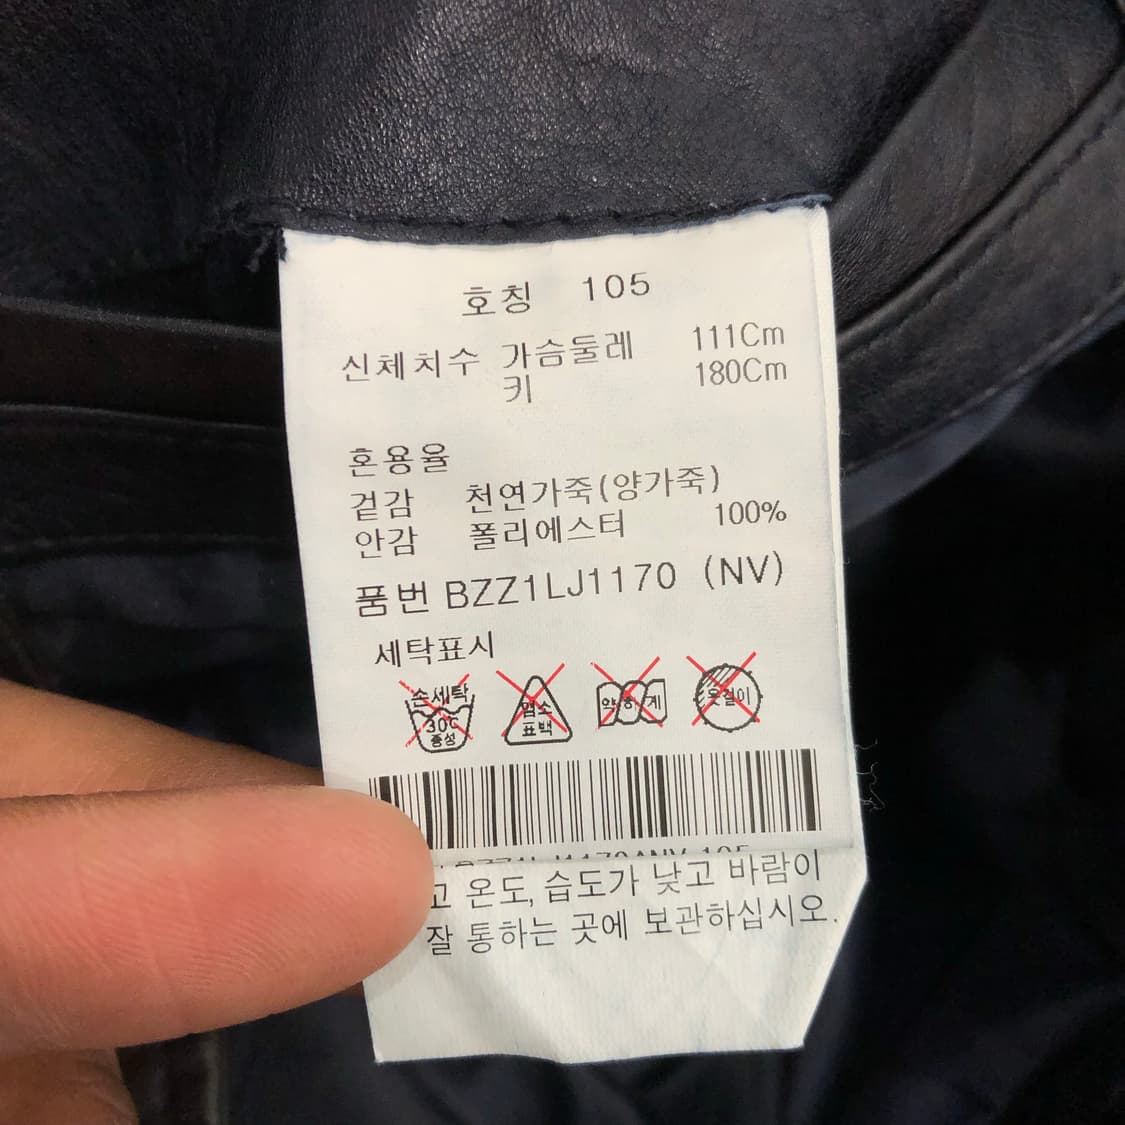 호칭 105
신체치수 가슴둘레 111Cm
키 180Cm
혼용율
겉감 천연가죽(양가죽)
안감 폴리에스터 100%
품번 BZZ1LJ1170 (NV)
세탁표시
손세탁 30℃ 중성
염소 표백
약하게
옷걸이
고 온도, 습도가 낮고 바람이
잘 통하는 곳에 보관하십시오.